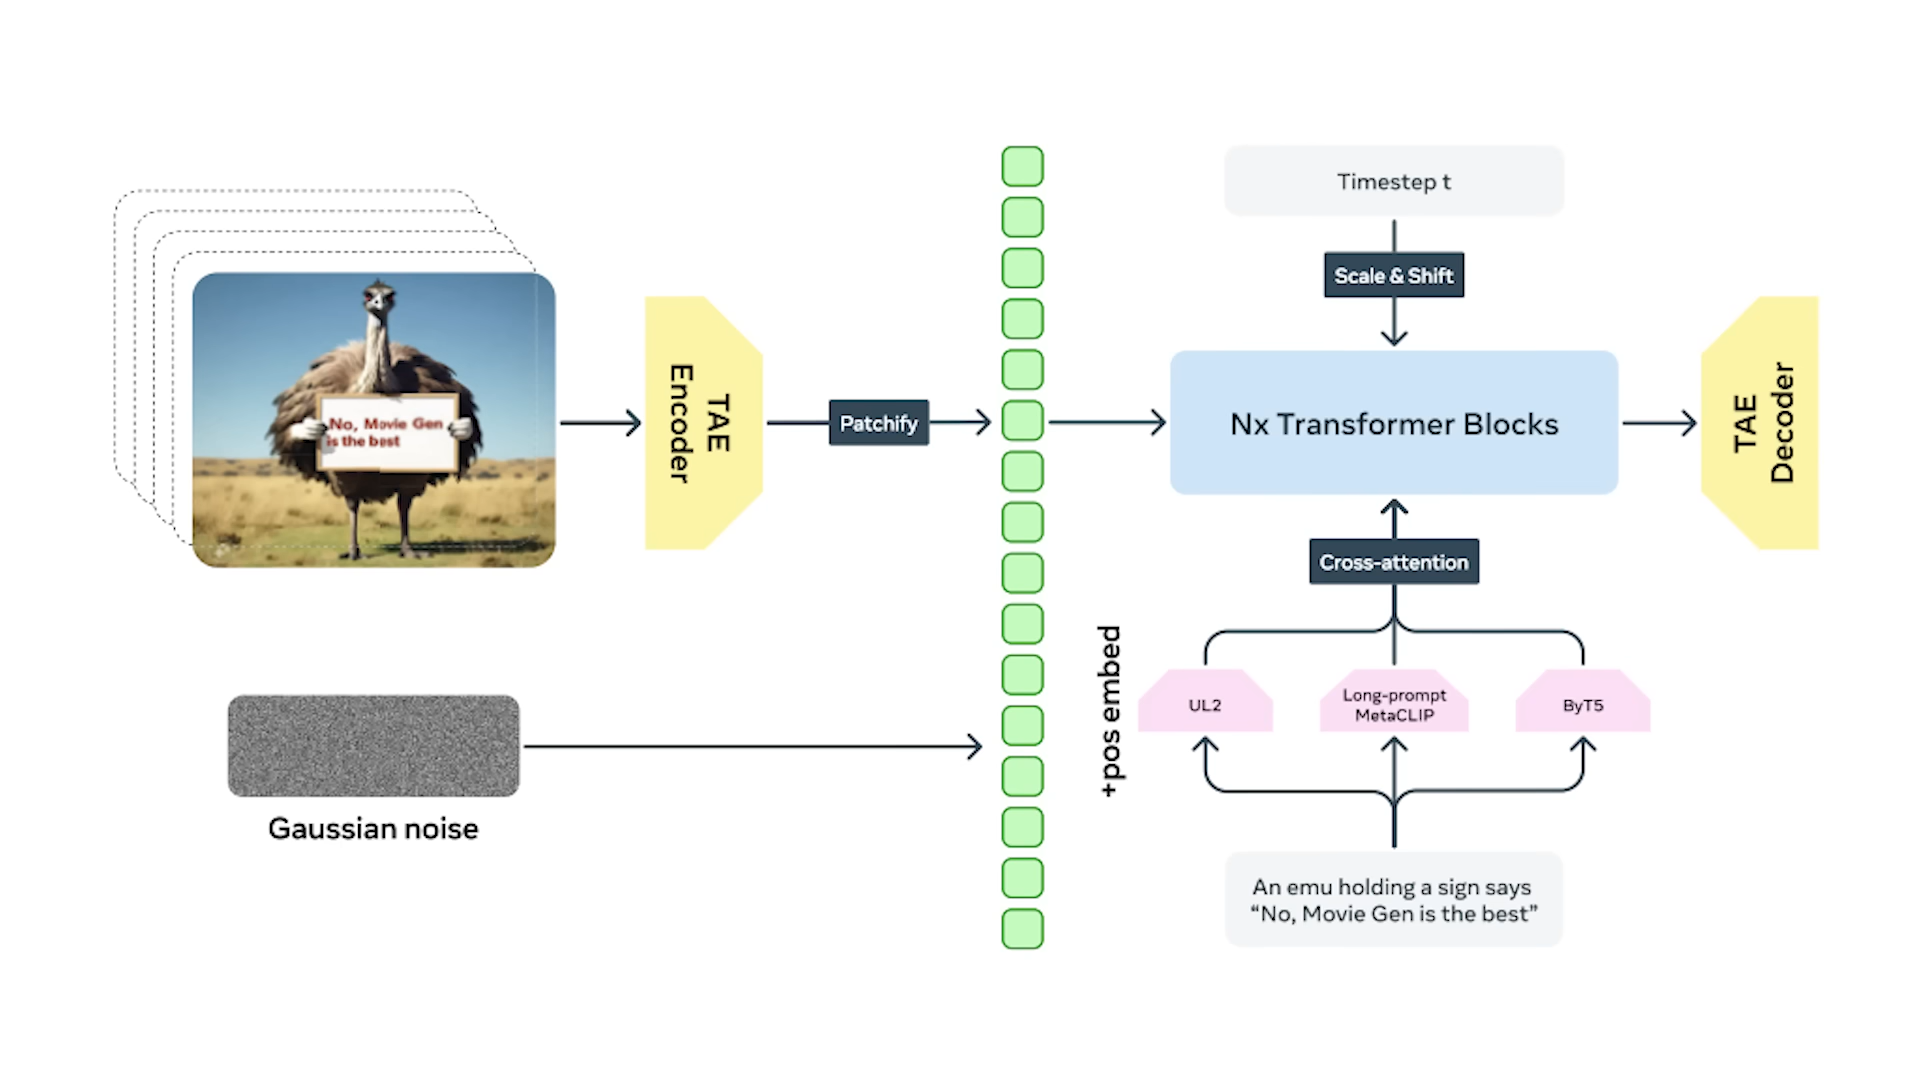 No, Movie Gen
is the best
TAE
Encoder
Patchify
Gaussian noise
+pos embed
Timestep t
Scale & Shift
Nx Transformer Blocks
Cross-attention
UL2
Long-prompt
MetaCLIP
ByT5
An emu holding a sign says
“No, Movie Gen is the best”
TAE
Decoder